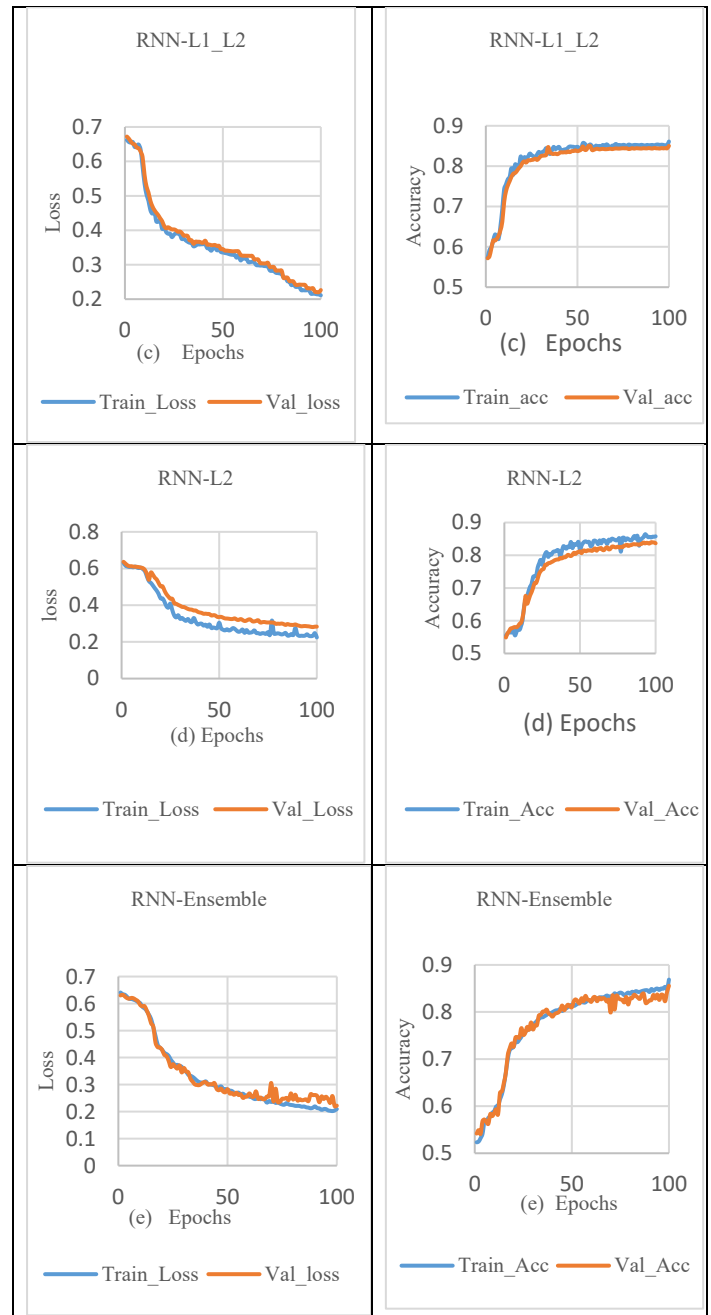 RNN-L1_L2
0.7
0.6
0.5
0.4
0.3
0.2
Loss
0 50 100
(c) Epochs
Train_Loss Val_loss
RNN-L1_L2
0.9
0.8
0.7
0.6
0.5
Accuracy
0 50 100
(c) Epochs
Train_acc Val_acc
RNN-L2
0.8
0.6
0.4
0.2
0
loss
0 50 100
(d) Epochs
Train_Loss Val_Loss
RNN-L2
0.9
0.8
0.7
0.6
0.5
Accuracy
0 50 100
(d) Epochs
Train_Acc Val_Acc
RNN-Ensemble
0.7
0.6
0.5
0.4
0.3
0.2
0.1
0
Loss
0 50 100
(e) Epochs
Train_Loss Val_loss
RNN-Ensemble
0.9
0.8
0.7
0.6
0.5
Accuracy
0 50 100
(e) Epochs
Train_Acc Val_Acc